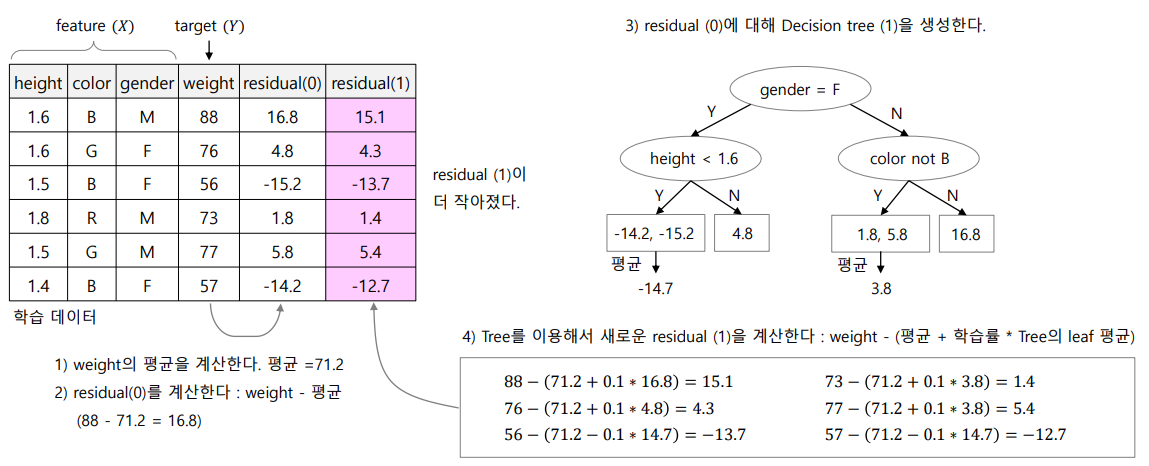 feature (X) target (Y)
height color gender weight residual(0) residual(1)
1.6 B M 88 16.8 15.1
1.6 G F 76 4.8 4.3
1.5 B F 56 -15.2 -13.7
1.8 R M 73 1.8 1.4
1.5 G M 77 5.8 5.4
1.4 B F 57 -14.2 -12.7
학습 데이터
residual (1)이
더 작아졌다.
1) weight의 평균을 계산한다. 평균 =71.2
2) residual(0)를 계산한다 : weight - 평균
(88 - 71.2 = 16.8)
3) residual (0)에 대해 Decision tree (1)을 생성한다.
gender = F
Y N
height < 1.6 color not B
Y N Y N
-14.2, -15.2 4.8 1.8, 5.8 16.8
평균 평균
-14.7 3.8
4) Tree를 이용해서 새로운 residual (1)을 계산한다 : weight - (평균 + 학습률 * Tree의 leaf 평균)
88 − (71.2 + 0.1 ∗ 16.8) = 15.1 73 − (71.2 + 0.1 ∗ 3.8) = 1.4
76 − (71.2 + 0.1 ∗ 4.8) = 4.3 77 − (71.2 + 0.1 ∗ 3.8) = 5.4
56 − (71.2 − 0.1 ∗ 14.7) = −13.7 57 − (71.2 − 0.1 ∗ 14.7) = −12.7